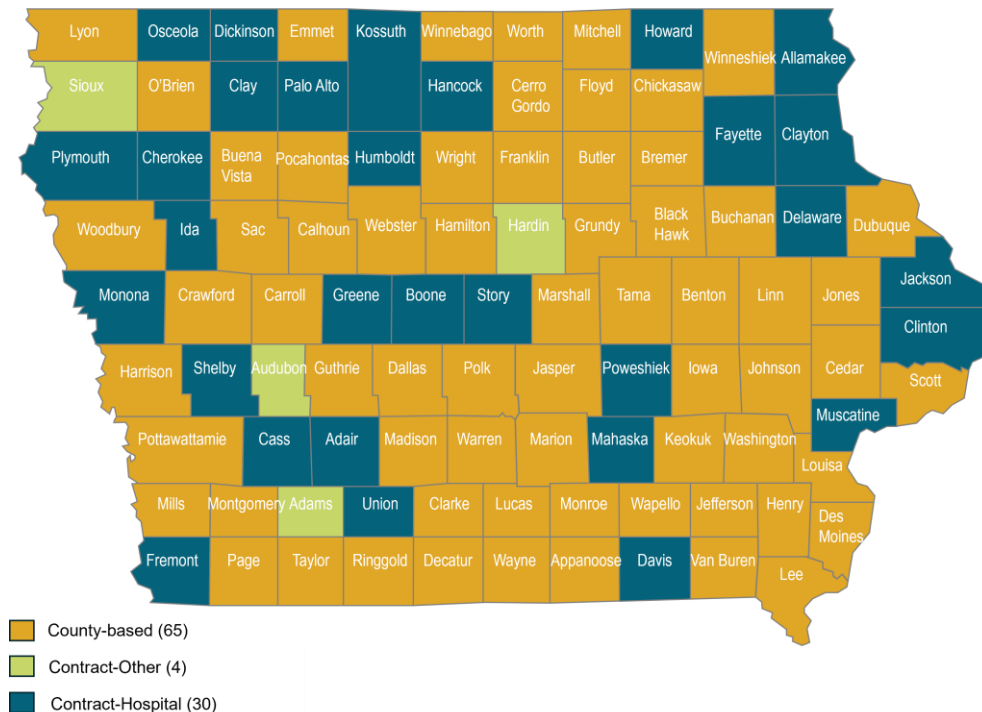 Lyon
Osceola
Dickinson
Emmet
Kossuth
Winnebago
Worth
Mitchell
Howard
Winneshiek
Allamakee
Sioux
O'Brien
Clay
Palo Alto
Hancock
Cerro
Gordo
Floyd
Chickasaw
Fayette
Clayton
Plymouth
Cherokee
Buena
Vista
Pocahontas
Humboldt
Wright
Franklin
Butler
Bremer
Woodbury
Ida
Sac
Calhoun
Webster
Hamilton
Hardin
Grundy
Black
Hawk
Buchanan
Delaware
Dubuque
Monona
Crawford
Carroll
Greene
Boone
Story
Marshall
Tama
Benton
Linn
Jones
Jackson
Clinton
Harrison
Shelby
Audubon
Guthrie
Dallas
Polk
Jasper
Poweshiek
Iowa
Johnson
Cedar
Scott
Muscatine
Pottawattamie
Cass
Adair
Madison
Warren
Marion
Mahaska
Keokuk
Washington
Louisa
Mills
Montgomery
Adams
Union
Clarke
Lucas
Monroe
Wapello
Jefferson
Henry
Des
Moines
Fremont
Page
Taylor
Ringgold
Decatur
Wayne
Appanoose
Davis
Van Buren
Lee
County-based (65)
Contract-Other (4)
Contract-Hospital (30)